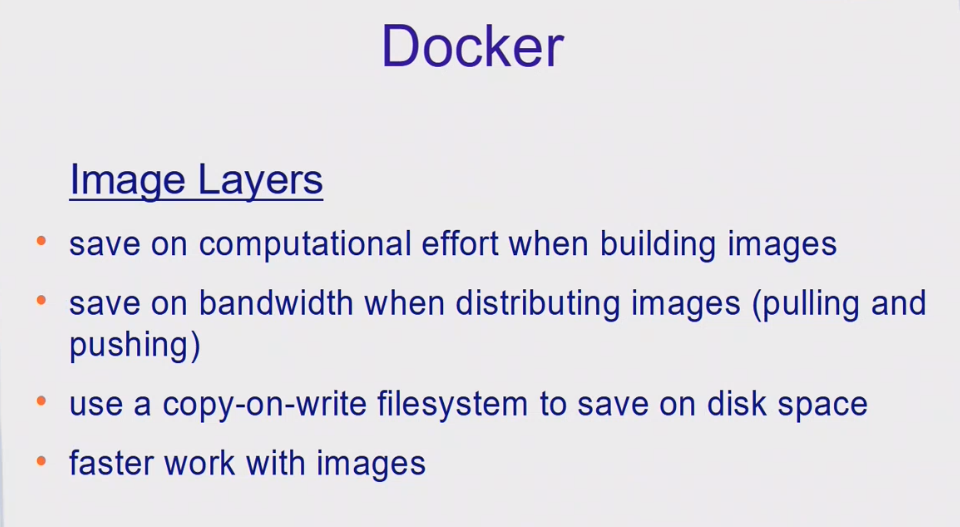 Docker
Image Layers
• save on computational effort when building images
• save on bandwidth when distributing images (pulling and
pushing)
• use a copy-on-write filesystem to save on disk space
• faster work with images